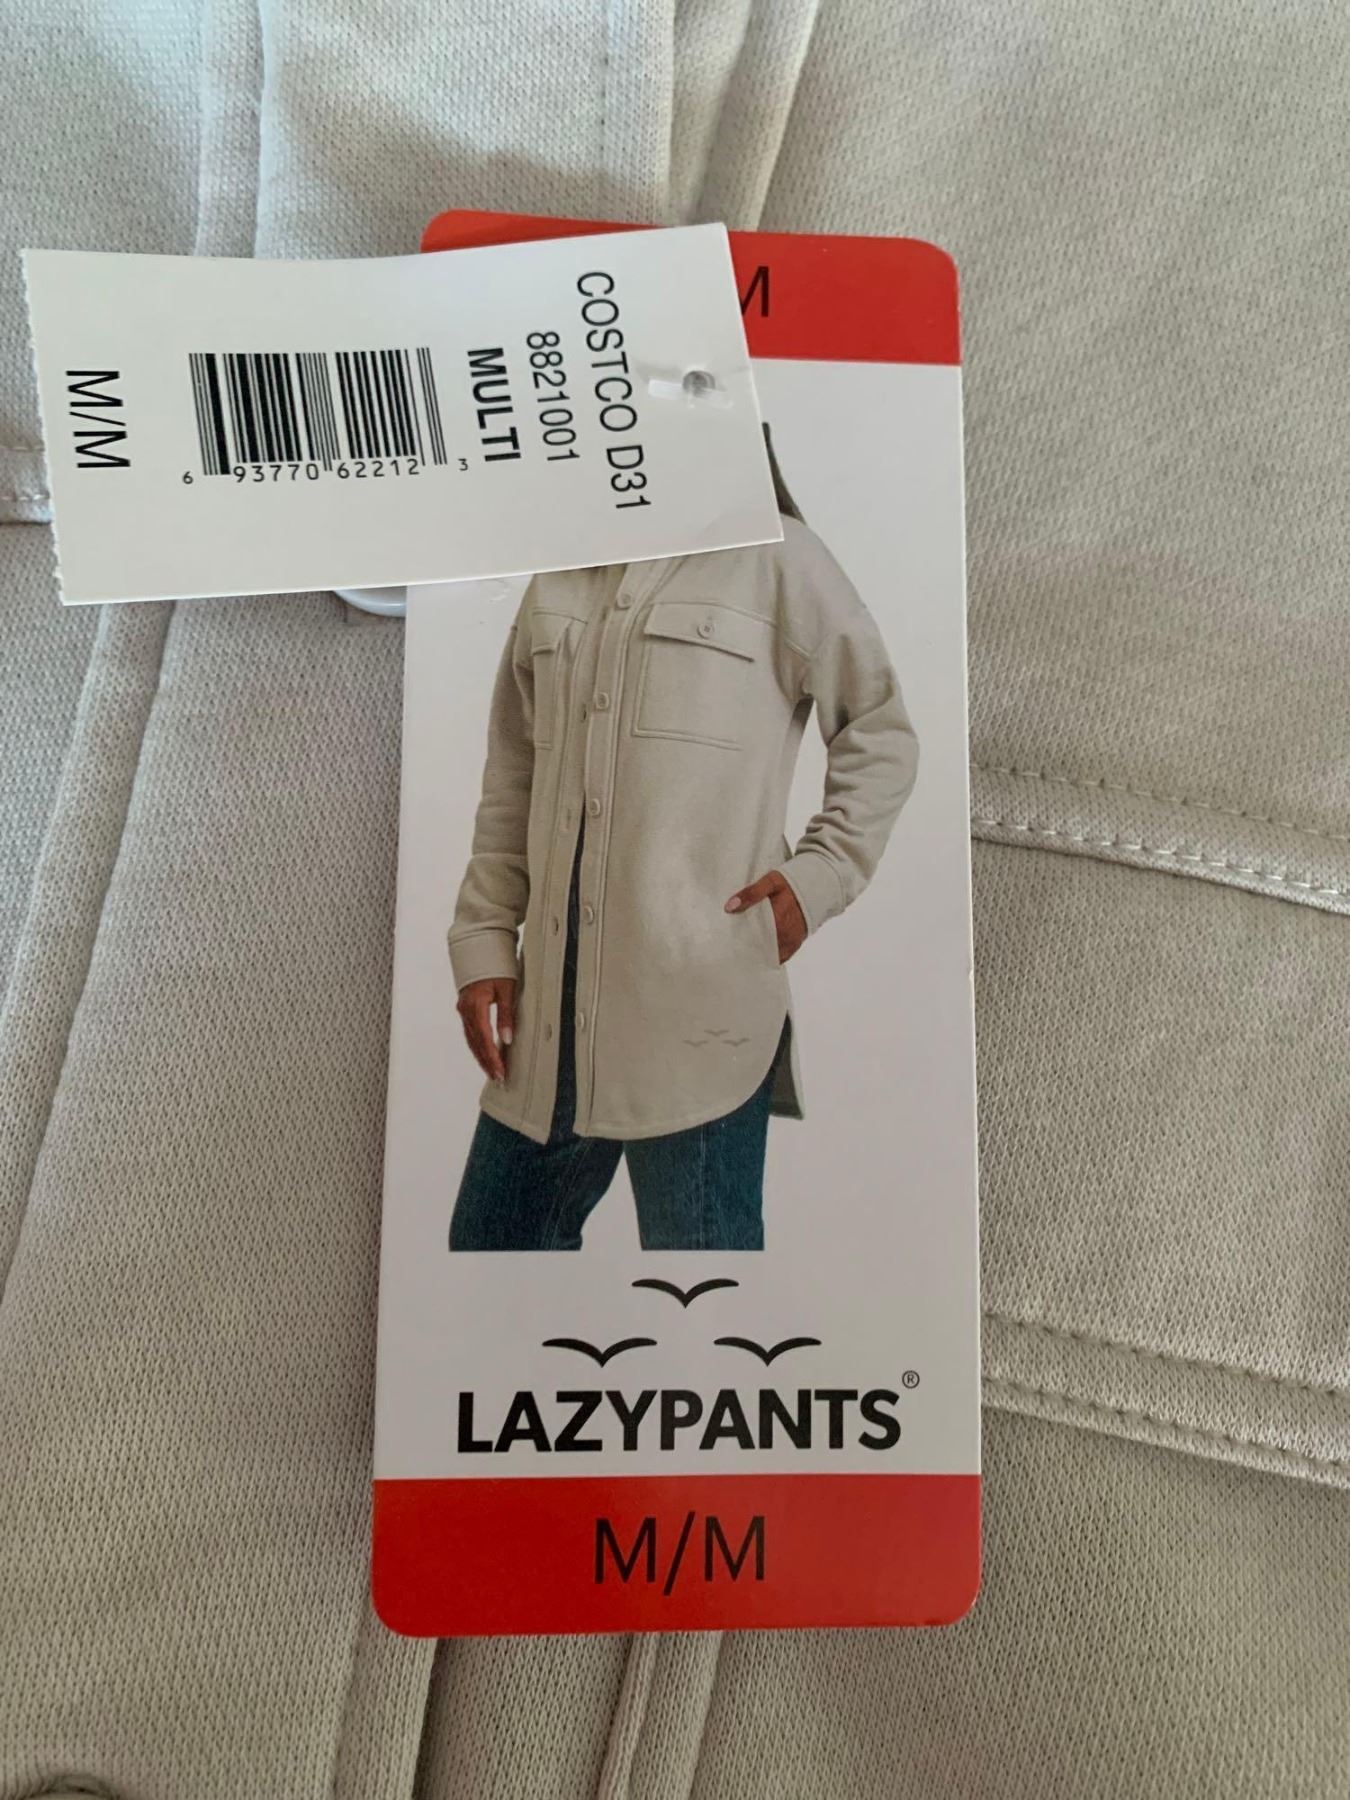 COSTCO D31
8821001
MULTI
6 93770 62212 3
M/M
M
LAZYPANTS®
M/M